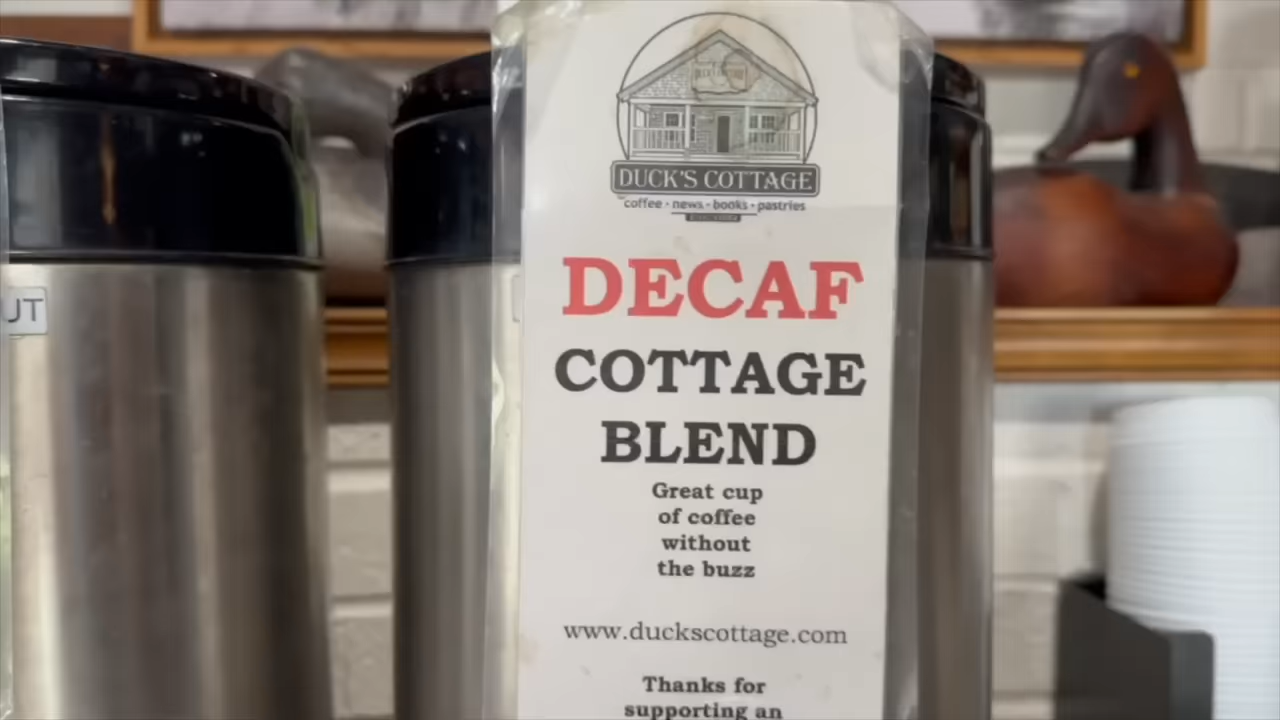 UT
DUCK'S COTTAGE
coffee • news • books • pastries
DECAF
COTTAGE
BLEND
Great cup
of coffee
without
the buzz
www.duckscottage.com
Thanks for
supporting an